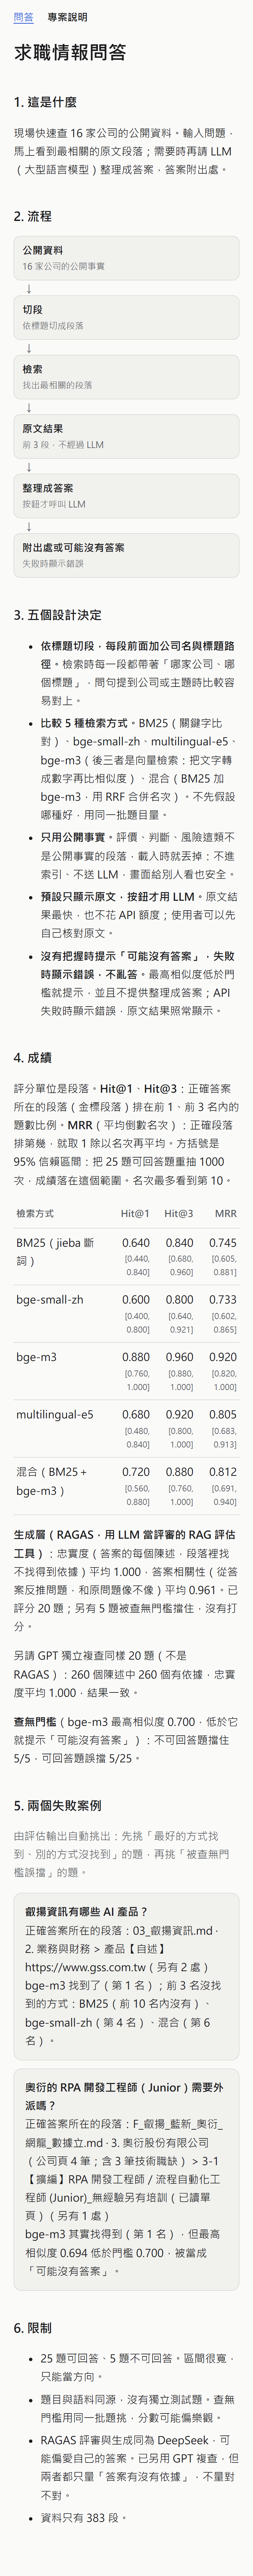 問答 專案說明
求職情報問答
1. 這是什麼
現場快速查 16 家公司的公開資料。輸入問題，
馬上看到最相關的原文段落；需要時再請 LLM
（大型語言模型）整理成答案，答案附出處。
2. 流程
公開資料
16 家公司的公開事實
↓
切段
依標題切成段落
↓
檢索
找出最相關的段落
↓
原文結果
前 3 段，不經過 LLM
↓
整理成答案
按鈕才呼叫 LLM
↓
附出處或可能沒有答案
失敗時顯示錯誤
3. 五個設計決定
• 依標題切段，每段前面加公司名與標題路
徑。檢索時每一段都帶著「哪家公司、哪
個標題」，問句提到公司或主題時比較容
易對上。
• 比較 5 種檢索方式。BM25（關鍵字比
對）、bge-small-zh、multilingual-e5、
bge-m3（後三者是向量檢索：把文字轉
成數字再比相似度）、混合（BM25 加
bge-m3，用 RRF 合併名次）。不先假設
哪種好，用同一批題目量。
• 只用公開事實。評價、判斷、風險這類不
是公開事實的段落，載入時就丟掉：不進
索引、不送 LLM，畫面給別人看也安全。
• 預設只顯示原文，按鈕才用 LLM。原文結
果最快，也不花 API 額度；使用者可以先
自己核對原文。
• 沒有把握時提示「可能沒有答案」，失敗
時顯示錯誤，不亂答。最高相似度低於門
檻就提示，並且不提供整理成答案；API
失敗時顯示錯誤，原文結果照常顯示。
4. 成績
評分單位是段落。Hit@1、Hit@3：正確答案
所在的段落（金標段落）排在前 1、前 3 名內的
題數比例。MRR（平均倒數名次）：正確段落
排第幾，就取 1 除以名次再平均。方括號是
95% 信賴區間：把 25 題可回答題重抽 1000
次，成績落在這個範圍。名次最多看到第 10。
檢索方式 Hit@1 Hit@3 MRR
BM25（jieba 斷 0.640 0.840 0.745
詞） [0.440, [0.680, [0.605,
0.840] 0.960] 0.881]
bge-small-zh 0.600 0.800 0.733
[0.400, [0.640, [0.602,
0.800] 0.921] 0.865]
bge-m3 0.880 0.960 0.920
[0.760, [0.880, [0.820,
1.000] 1.000] 1.000]
multilingual-e5 0.680 0.920 0.805
[0.480, [0.800, [0.683,
0.840] 1.000] 0.913]
混合（BM25＋ 0.720 0.880 0.812
bge-m3） [0.560, [0.760, [0.691,
0.880] 1.000] 0.940]
生成層（RAGAS，用 LLM 當評審的 RAG 評估
工具）：忠實度（答案的每個陳述，段落裡找
不找得到依據）平均 1.000，答案相關性（從答
案反推問題，和原問題像不像）平均 0.961。已
評分 20 題；另有 5 題被查無門檻擋住，沒有打
分。
另請 GPT 獨立複查同樣 20 題（不是
RAGAS）：260 個陳述中 260 個有依據，忠實
度平均 1.000，結果一致。
查無門檻（bge-m3 最高相似度 0.700，低於它
就提示「可能沒有答案」）：不可回答題擋住
5/5，可回答題誤擋 5/25。
5. 兩個失敗案例
由評估輸出自動挑出：先挑「最好的方式找
到、別的方式沒找到」的題，再挑「被查無門
檻誤擋」的題。
叡揚資訊有哪些 AI 產品？
正確答案所在的段落：03_叡揚資訊.md ·
2. 業務與財務 > 產品【自述】
https://www.gss.com.tw（另有 2 處）
bge-m3 找到了（第 1 名）；前 3 名沒找
到的方式：BM25（前 10 名內沒有）、
bge-small-zh（第 4 名）、混合（第 6
名）。
奧衍的 RPA 開發工程師（Junior）需要外
派嗎？
正確答案所在的段落：F_叡揚_藍新_奧衍_
網龍_數據立.md · 3. 奧衍股份有限公司
（公司頁 4 筆；含 3 筆技術職缺） > 3-1
【擴編】RPA 開發工程師 / 流程自動化工
程師 (Junior)_無經驗另有培訓（已讀單
頁）（另有 1 處）
bge-m3 其實找得到（第 1 名），但最高
相似度 0.694 低於門檻 0.700，被當成
「可能沒有答案」。
6. 限制
• 25 題可回答、5 題不可回答。區間很寬，
只能當方向。
• 題目與語料同源，沒有獨立測試題。查無
門檻用同一批題挑，分數可能偏樂觀。
• RAGAS 評審與生成同為 DeepSeek，可
能偏愛自己的答案。已另用 GPT 複查，但
兩者都只量「答案有沒有依據」，不量對
不對。
• 資料只有 383 段。